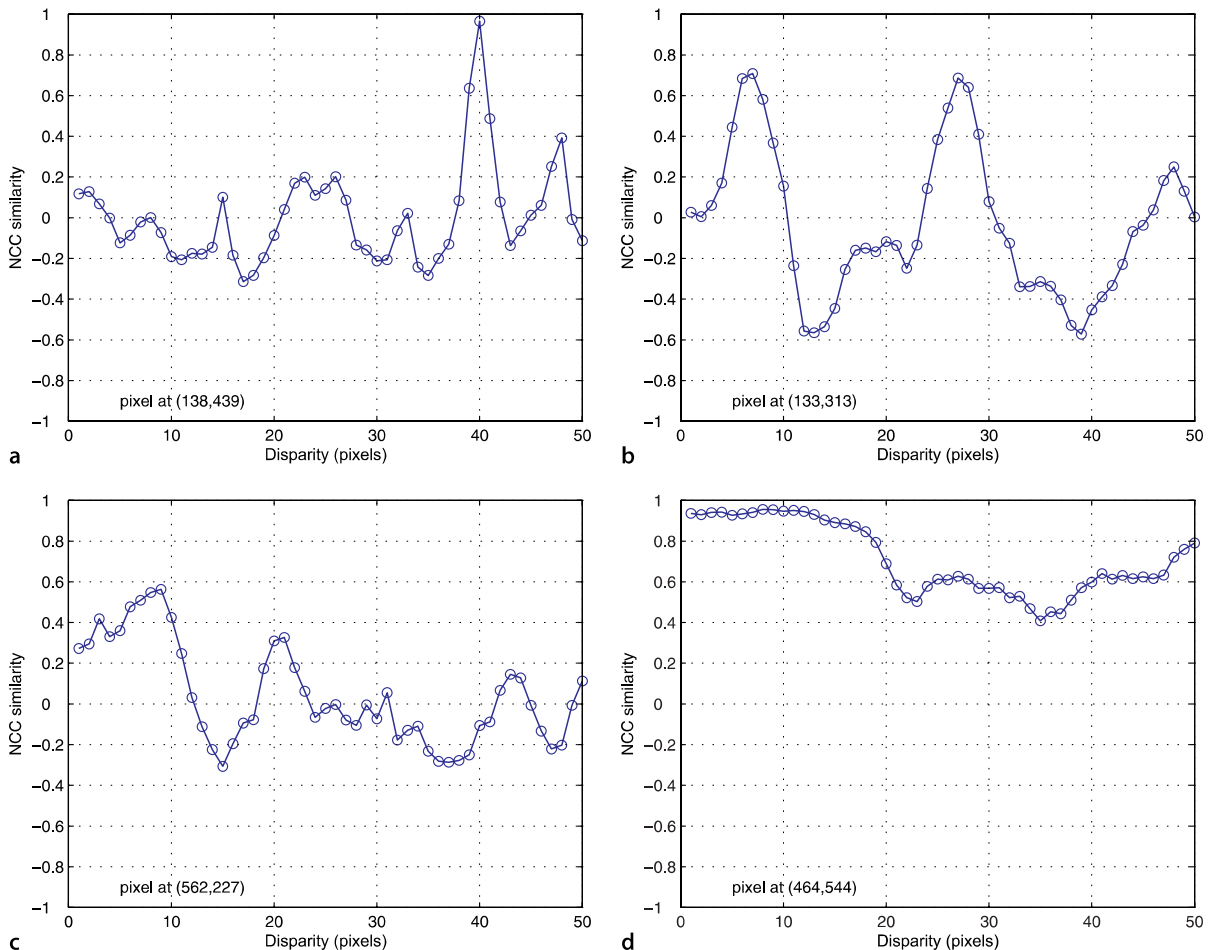 1
0.8
0.6
0.4
0.2
0
−0.2
−0.4
−0.6
−0.8
−1
NCC similarity
pixel at (138,439)
0 10 20 30 40 50
Disparity (pixels)
a
1
0.8
0.6
0.4
0.2
0
−0.2
−0.4
−0.6
−0.8
−1
NCC similarity
pixel at (133,313)
0 10 20 30 40 50
Disparity (pixels)
b
1
0.8
0.6
0.4
0.2
0
−0.2
−0.4
−0.6
−0.8
−1
NCC similarity
pixel at (562,227)
0 10 20 30 40 50
Disparity (pixels)
c
1
0.8
0.6
0.4
0.2
0
−0.2
−0.4
−0.6
−0.8
−1
NCC similarity
pixel at (464,544)
0 10 20 30 40 50
Disparity (pixels)
d